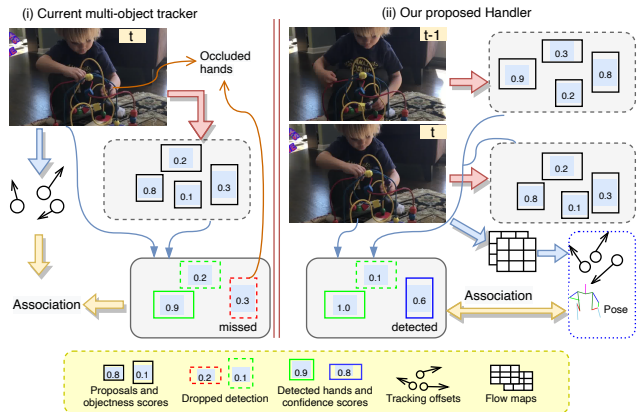 (i) Current multi-object tracker
t
Occluded
hands
0.2
0.8
0.1
0.3
0.2
0.9
0.3
missed
Association
(ii) Our proposed Handler
t-1
0.3
0.9
0.8
0.2
t
0.2
0.8
0.1
0.3
0.1
1.0
0.6
detected
Association
Pose
0.8
0.1
Proposals and
objectness scores
0.2
0.1
Dropped detection
0.9
0.8
Detected hands and
confidence scores
Tracking offsets
Flow maps